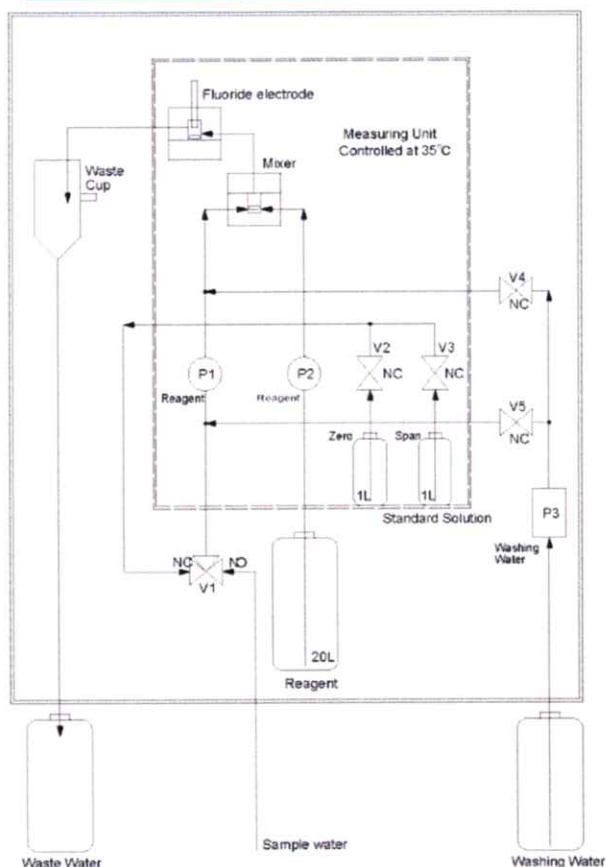 Fluoride electrode
Measuring Unit
Controlled at 35°C
Mixer
Waste
Cup
V4
NC
V2
NC
V3
NC
P1
Reagent
P2
Reagent
V5
NC
Zero
Span
1L
1L
Standard Solution
P3
Washing
Water
NC
NO
V1
20L
Reagent
Waste Water
Sample water
Washing Water